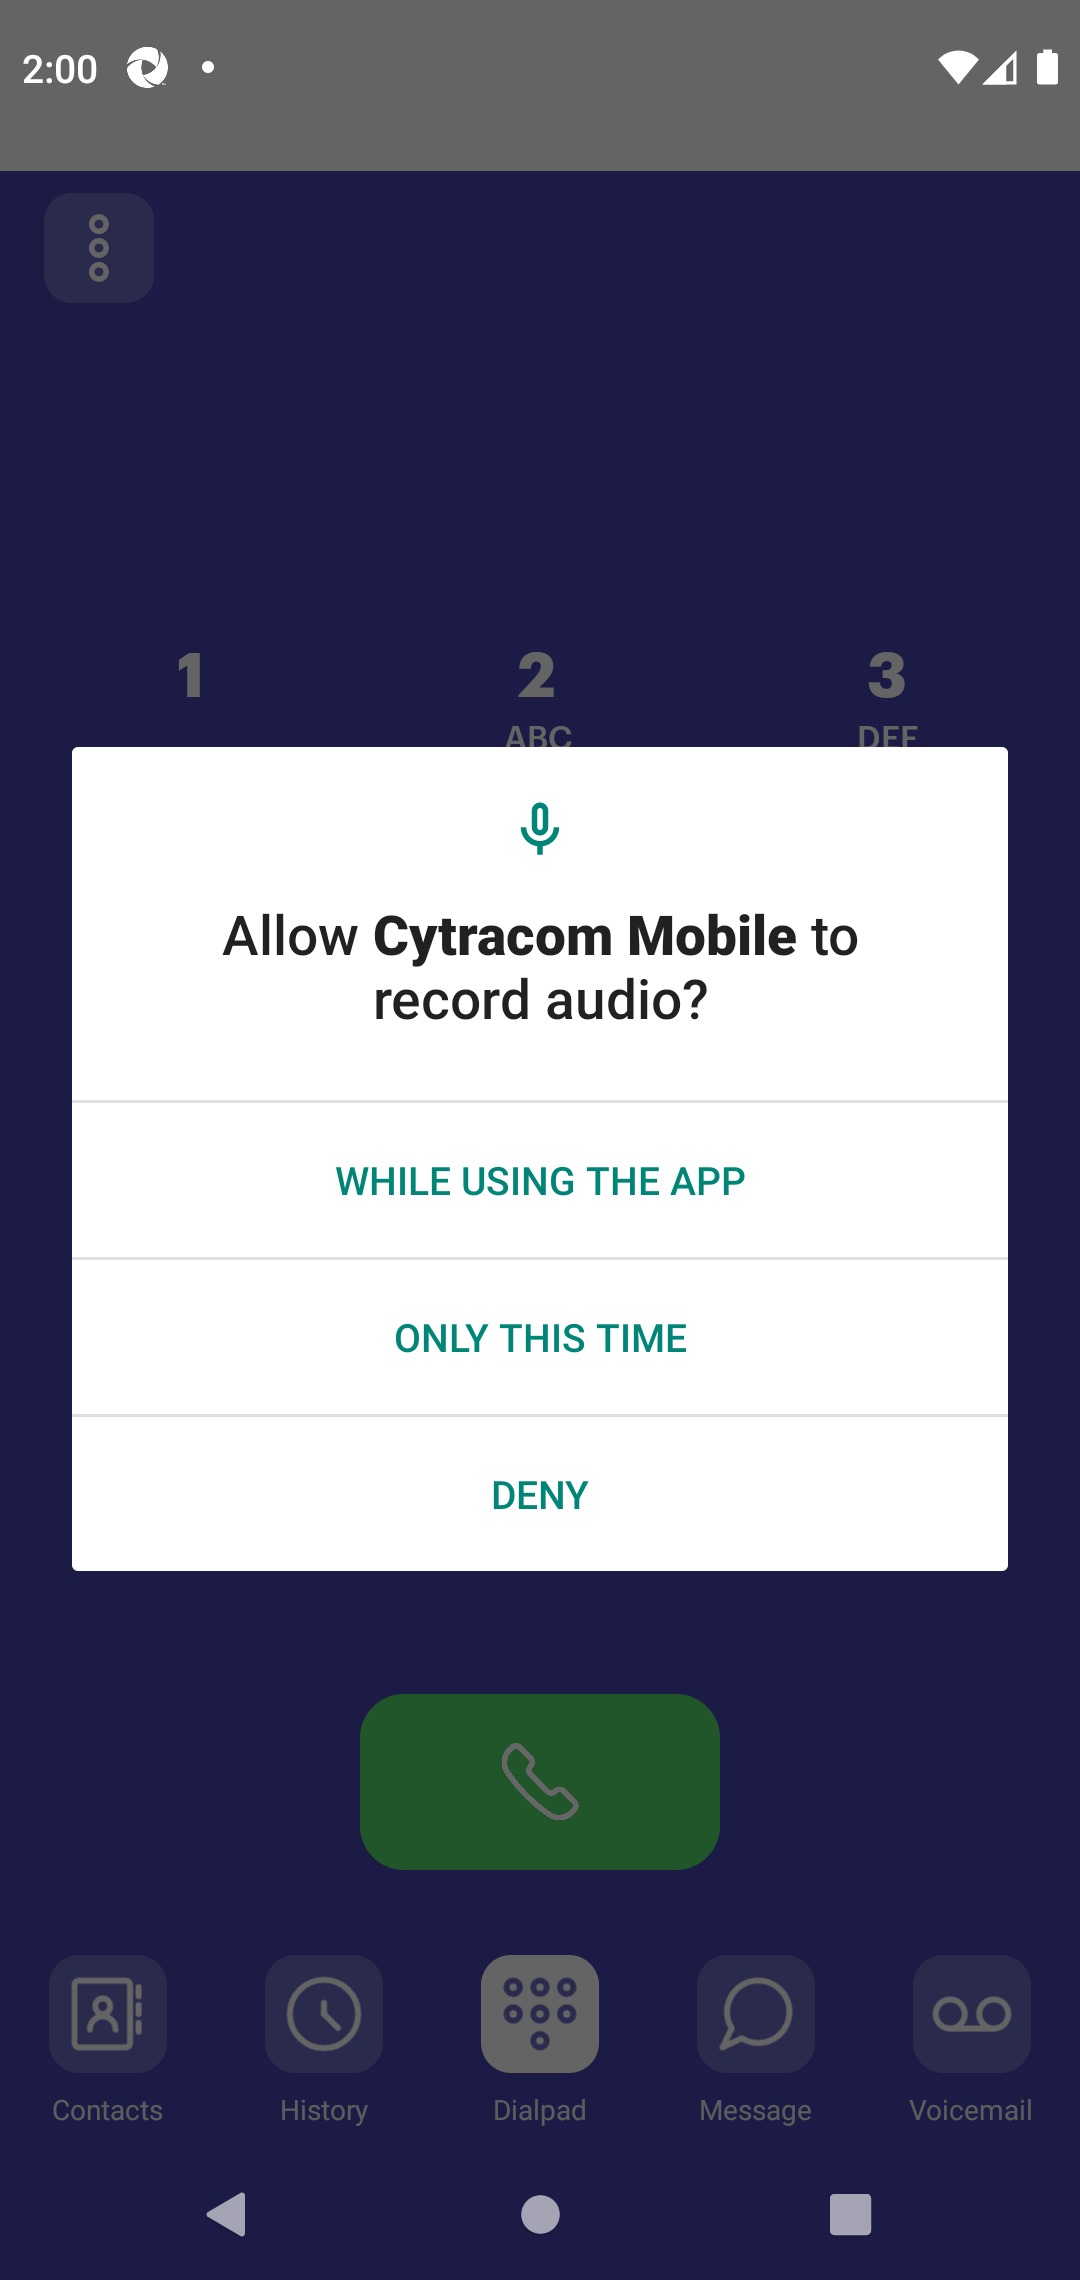 2:00
1
2
3
ABC
DEF
Allow Cytracom Mobile to
record audio?
WHILE USING THE APP
ONLY THIS TIME
DENY
Contacts
History
Dialpad
Message
Voicemail